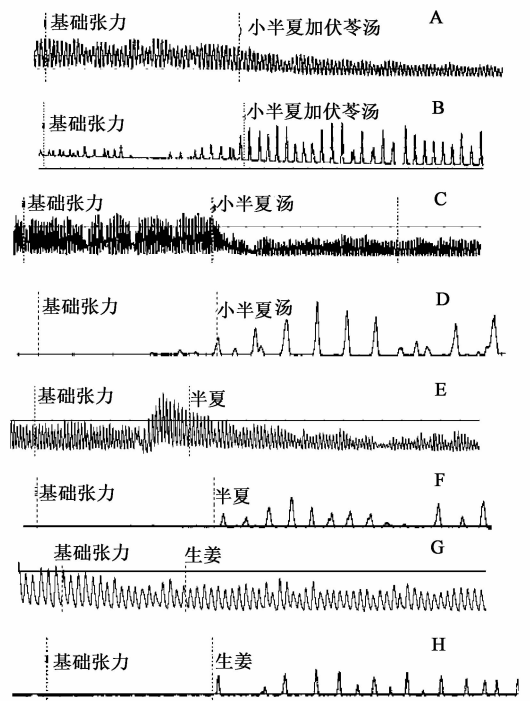 基础张力 A
小半夏加伏苓汤
基础张力 小半夏加伏苓汤 B
基础张力 小半夏汤 C
基础张力 小半夏汤 D
基础张力 半夏 E
基础张力 半夏 F
基础张力 生姜 G
基础张力 生姜 H